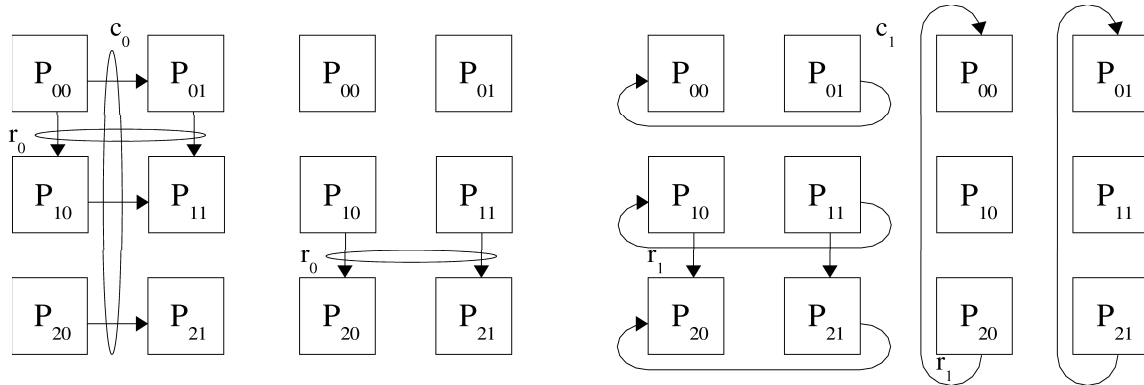 c₀ c₁
P₀₀ P₀₁ P₀₀ P₀₁ P₀₀ P₀₁ P₀₀ P₀₁
r₀
P₁₀ P₁₁ P₁₀ P₁₁ P₁₀ P₁₁ P₁₀ P₁₁
r₀ r₁
P₂₀ P₂₁ P₂₀ P₂₁ P₂₀ P₂₁ P₂₀ P₂₁
r₁